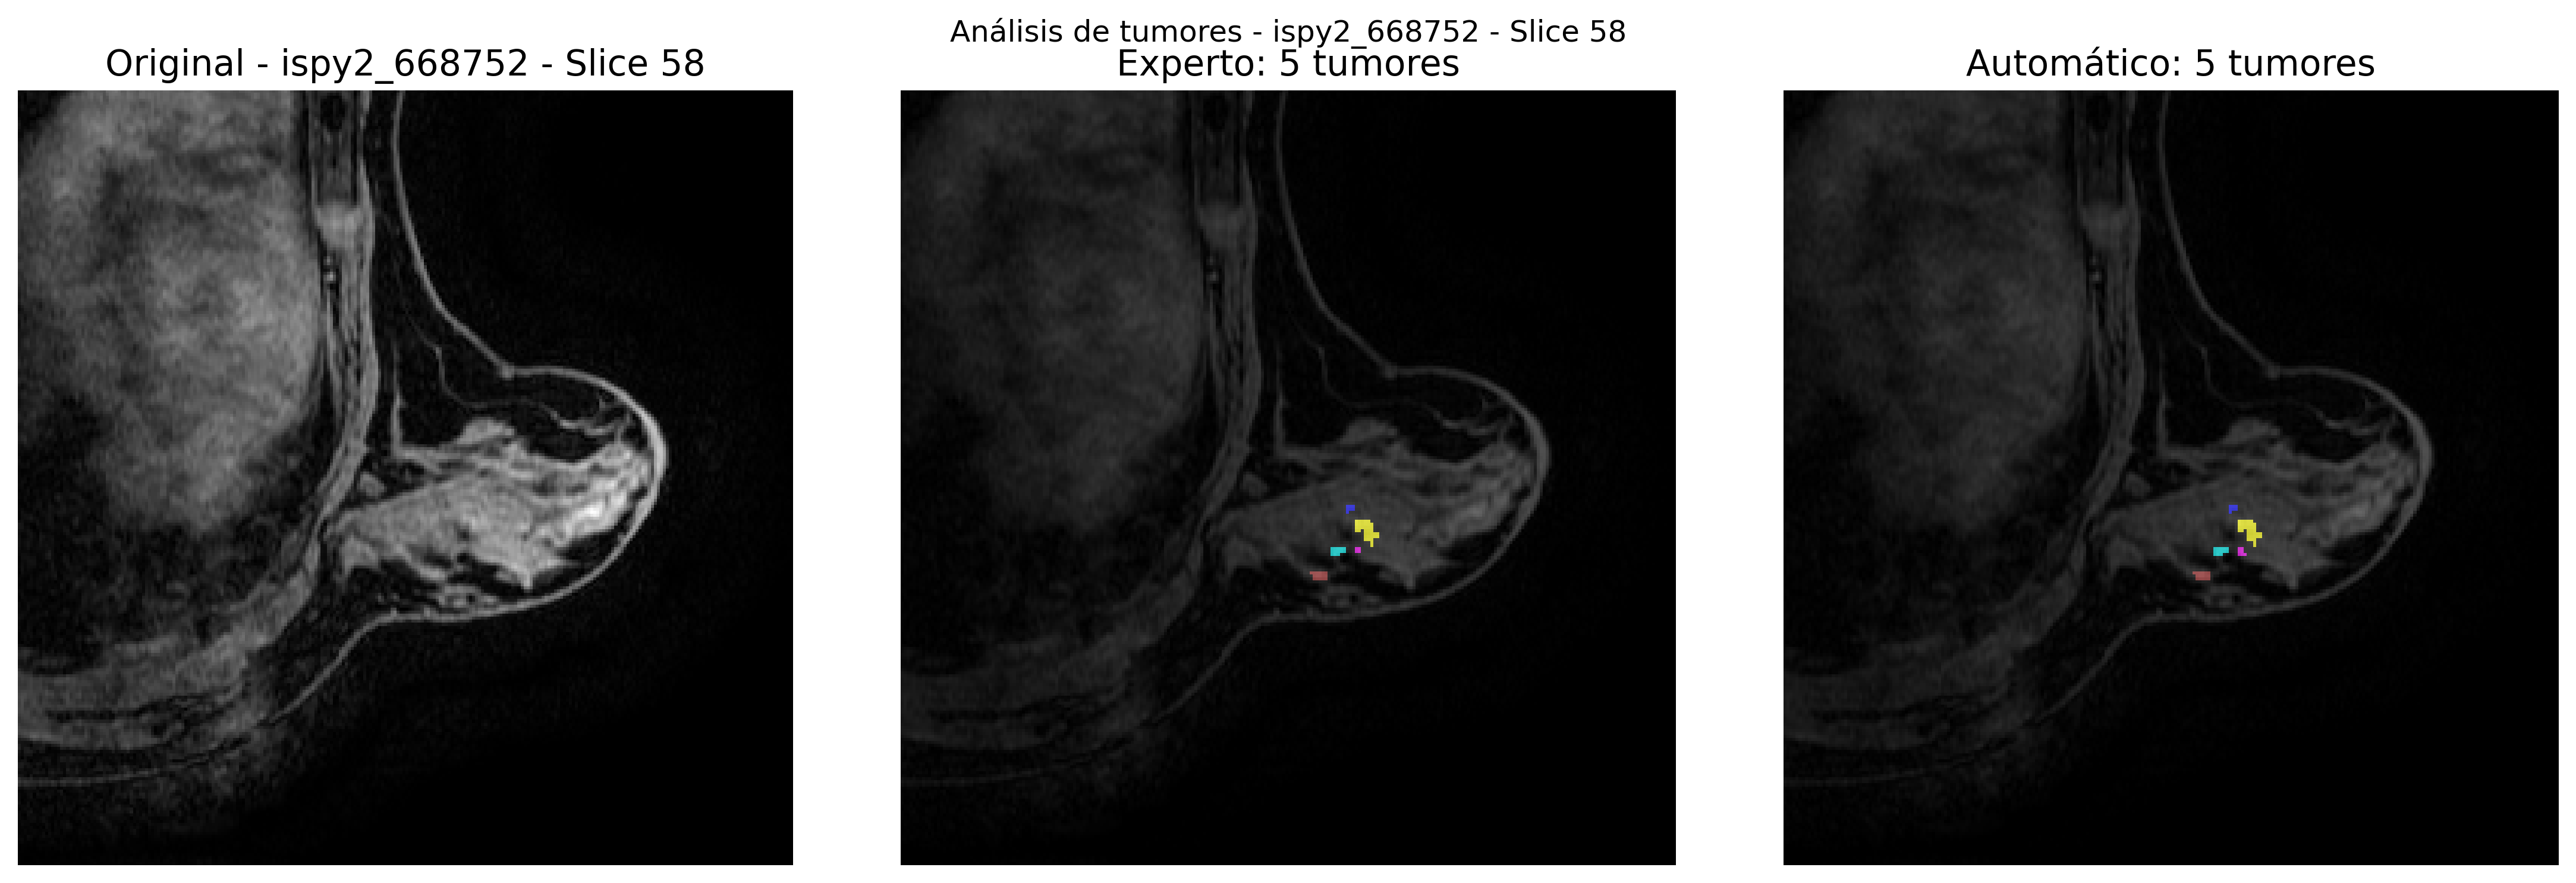 Análisis de tumores - ispy2_668752 - Slice 58
Original - ispy2_668752 - Slice 58
Experto: 5 tumores
Automático: 5 tumores